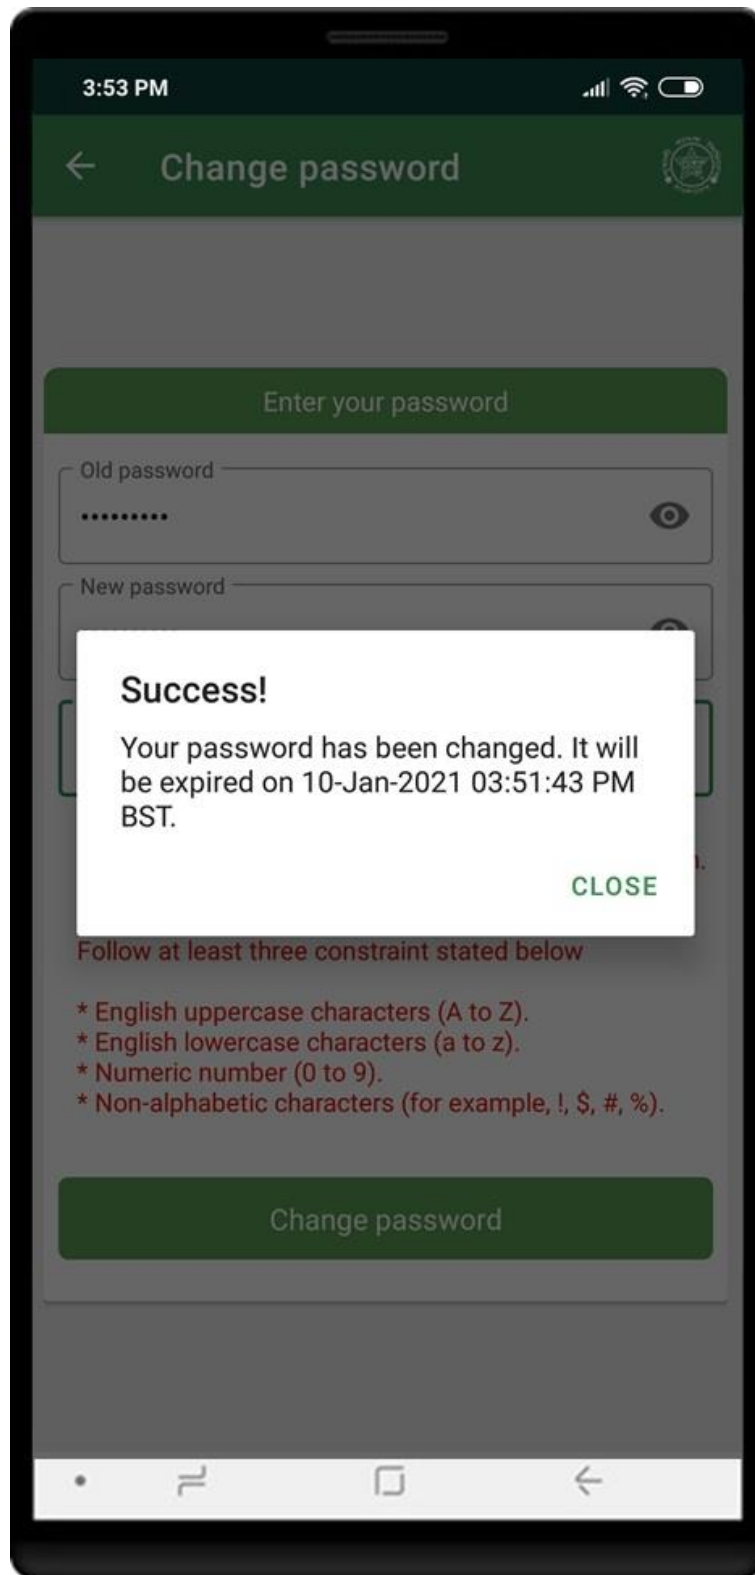 3:53 PM
Change password
Enter your password
Old password
•••••••••
New password
Success!
Your password has been changed. It will
be expired on 10-Jan-2021 03:51:43 PM
BST.
CLOSE
Follow at least three constraint stated below
* English uppercase characters (A to Z).
* English lowercase characters (a to z).
* Numeric number (0 to 9).
* Non-alphabetic characters (for example, !, $, #, %).
Change password